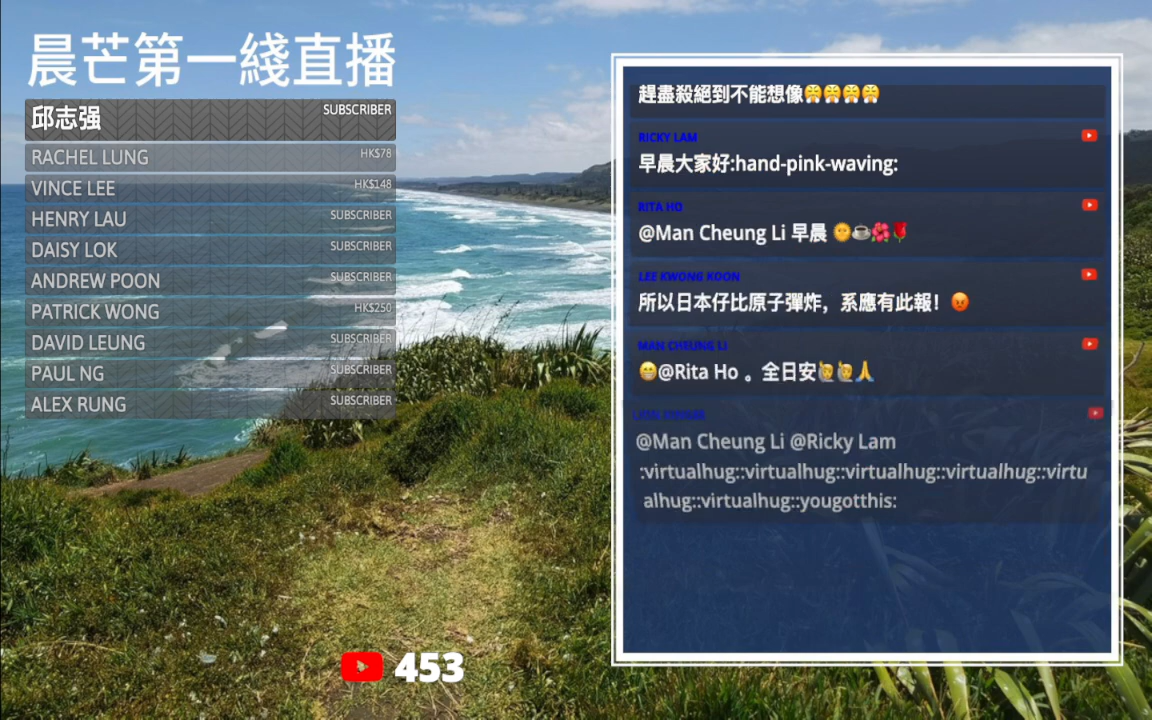 晨芒第一綫直播
邱志强 SUBSCRIBER
RACHEL LUNG HK$78
VINCE LEE HK$148
HENRY LAU SUBSCRIBER
DAISY LOK SUBSCRIBER
ANDREW POON SUBSCRIBER
PATRICK WONG HK$250
DAVID LEUNG SUBSCRIBER
PAUL NG SUBSCRIBER
ALEX RUNG SUBSCRIBER
453
趕盡殺絕到不能想像😤😤😤😤
RICKY LAM
早晨大家好:hand-pink-waving:
RITA HO
@Man Cheung Li 早晨 🌞☕🌺🌹
LEE KWONG KOON
所以日本仔比原子彈炸，系應有此報！😡
MAN CHEUNG LI
😁@Rita Ho 。全日安🙋🙋🙏
@Man Cheung Li @Ricky Lam
:virtualhug::virtualhug::virtualhug::virtualhug::virtu
alhug::virtualhug::yougotthis: